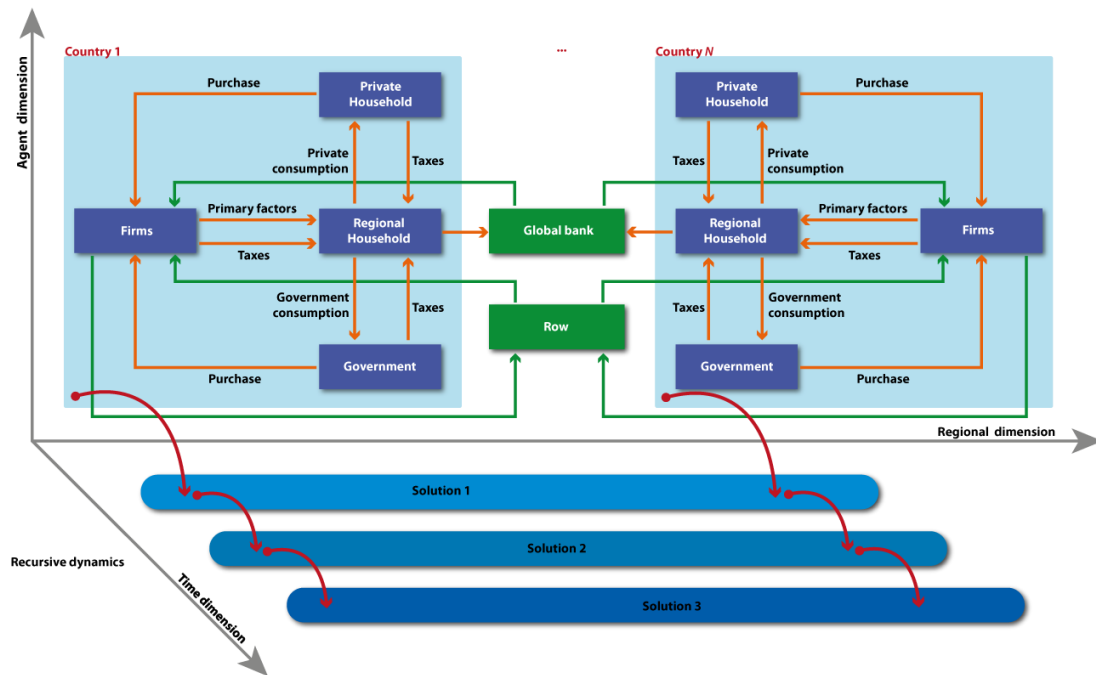 Country 1
...
Country N
Agent dimension
Purchase
Private
Household
Private
Household
Purchase
Private
consumption
Taxes
Taxes
Private
consumption
Firms
Primary factors
Taxes
Regional
Household
Global bank
Regional
Household
Primary factors
Taxes
Firms
Government
consumption
Taxes
Row
Taxes
Government
consumption
Government
Purchase
Government
Purchase
Regional dimension
Solution 1
Solution 2
Solution 3
Recursive dynamics
Time dimension